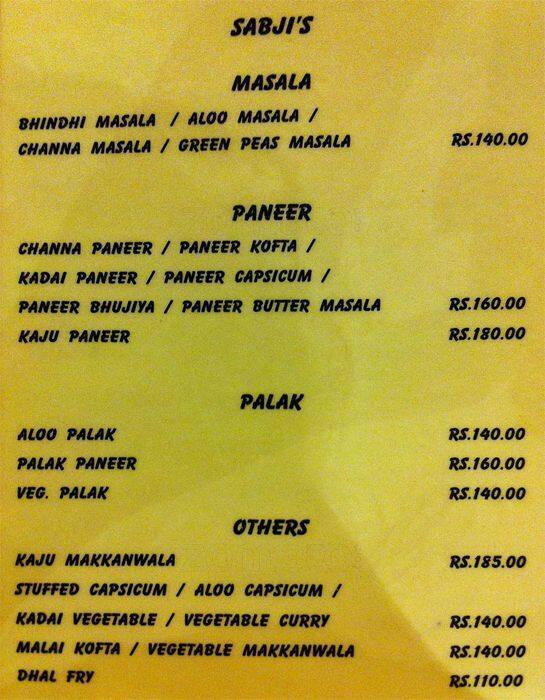 SABJI'S
MASALA
BHINDHI MASALA / ALOO MASALA /
CHANNA MASALA / GREEN PEAS MASALA RS.140.00
PANEER
CHANNA PANEER / PANEER KOFTA /
KADAI PANEER / PANEER CAPSICUM /
PANEER BHUJIYA / PANEER BUTTER MASALA RS.160.00
KAJU PANEER RS.180.00
PALAK
ALOO PALAK RS.140.00
PALAK PANEER RS.160.00
VEG. PALAK RS.140.00
OTHERS
KAJU MAKKANWALA RS.185.00
STUFFED CAPSICUM / ALOO CAPSICUM /
KADAI VEGETABLE / VEGETABLE CURRY RS.140.00
MALAI KOFTA / VEGETABLE MAKKANWALA RS.140.00
DHAL FRY RS.110.00